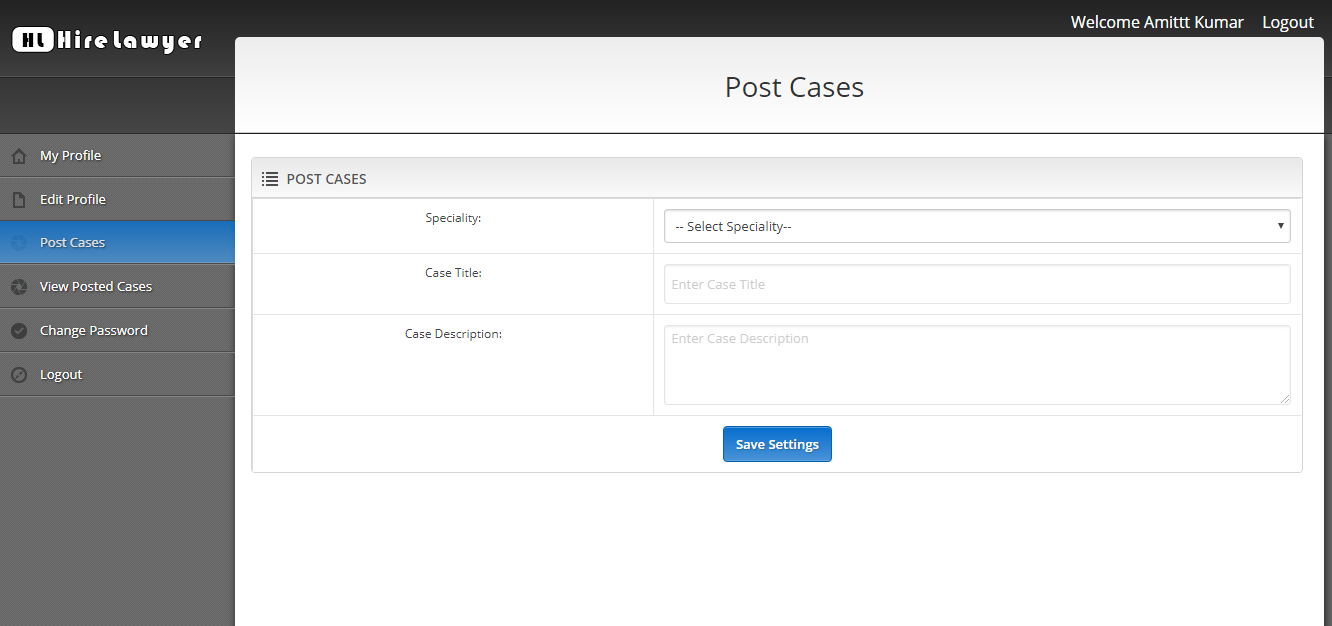 Welcome Amittt Kumar Logout
HL Hire Lawyer
Post Cases
My Profile
Edit Profile
Post Cases
View Posted Cases
Change Password
Logout
POST CASES
Speciality:
-- Select Speciality--
Case Title:
Enter Case Title
Case Description:
Enter Case Description
Save Settings